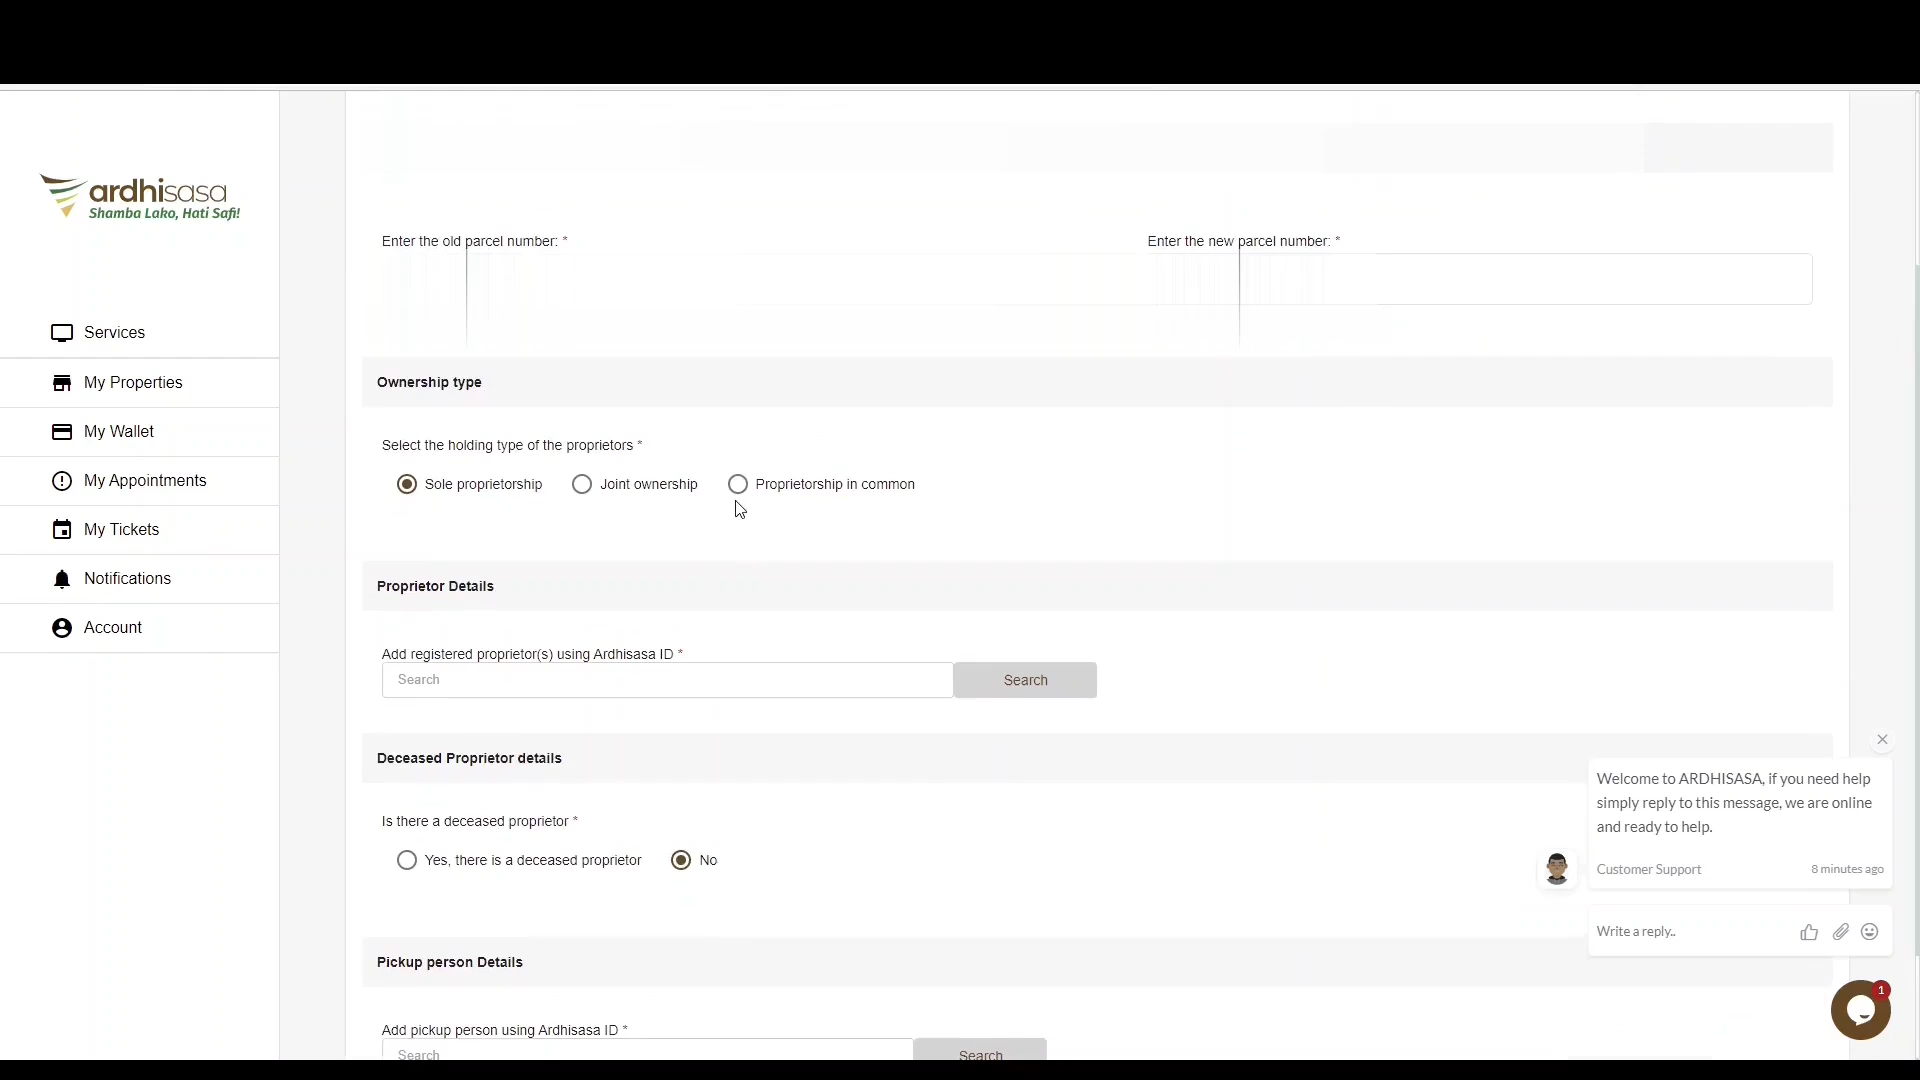 ardhisasa
Shamba Lako, Hati Safi!
Services
My Properties
My Wallet
My Appointments
My Tickets
Notifications
Account
Enter the old parcel number: *
Enter the new parcel number: *
Ownership type
Select the holding type of the proprietors *
Sole proprietorship
Joint ownership
Proprietorship in common
Proprietor Details
Add registered proprietor(s) using Ardhisasa ID *
Search
Search
Deceased Proprietor details
Is there a deceased proprietor *
Yes, there is a deceased proprietor
No
Pickup person Details
Add pickup person using Ardhisasa ID *
Search
Search
Welcome to ARDHISASA, if you need help
simply reply to this message, we are online
and ready to help.
Customer Support
8 minutes ago
Write a reply..
1